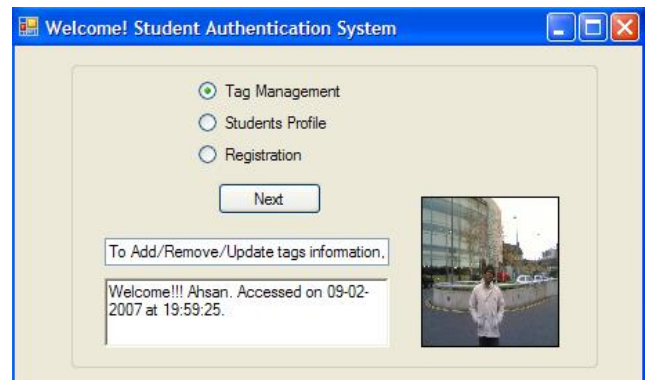 Welcome! Student Authentication System
Tag Management
Students Profile
Registration
Next
To Add/Remove/Update tags information,
Welcome!!! Ahsan. Accessed on 09-02-
2007 at 19:59:25.